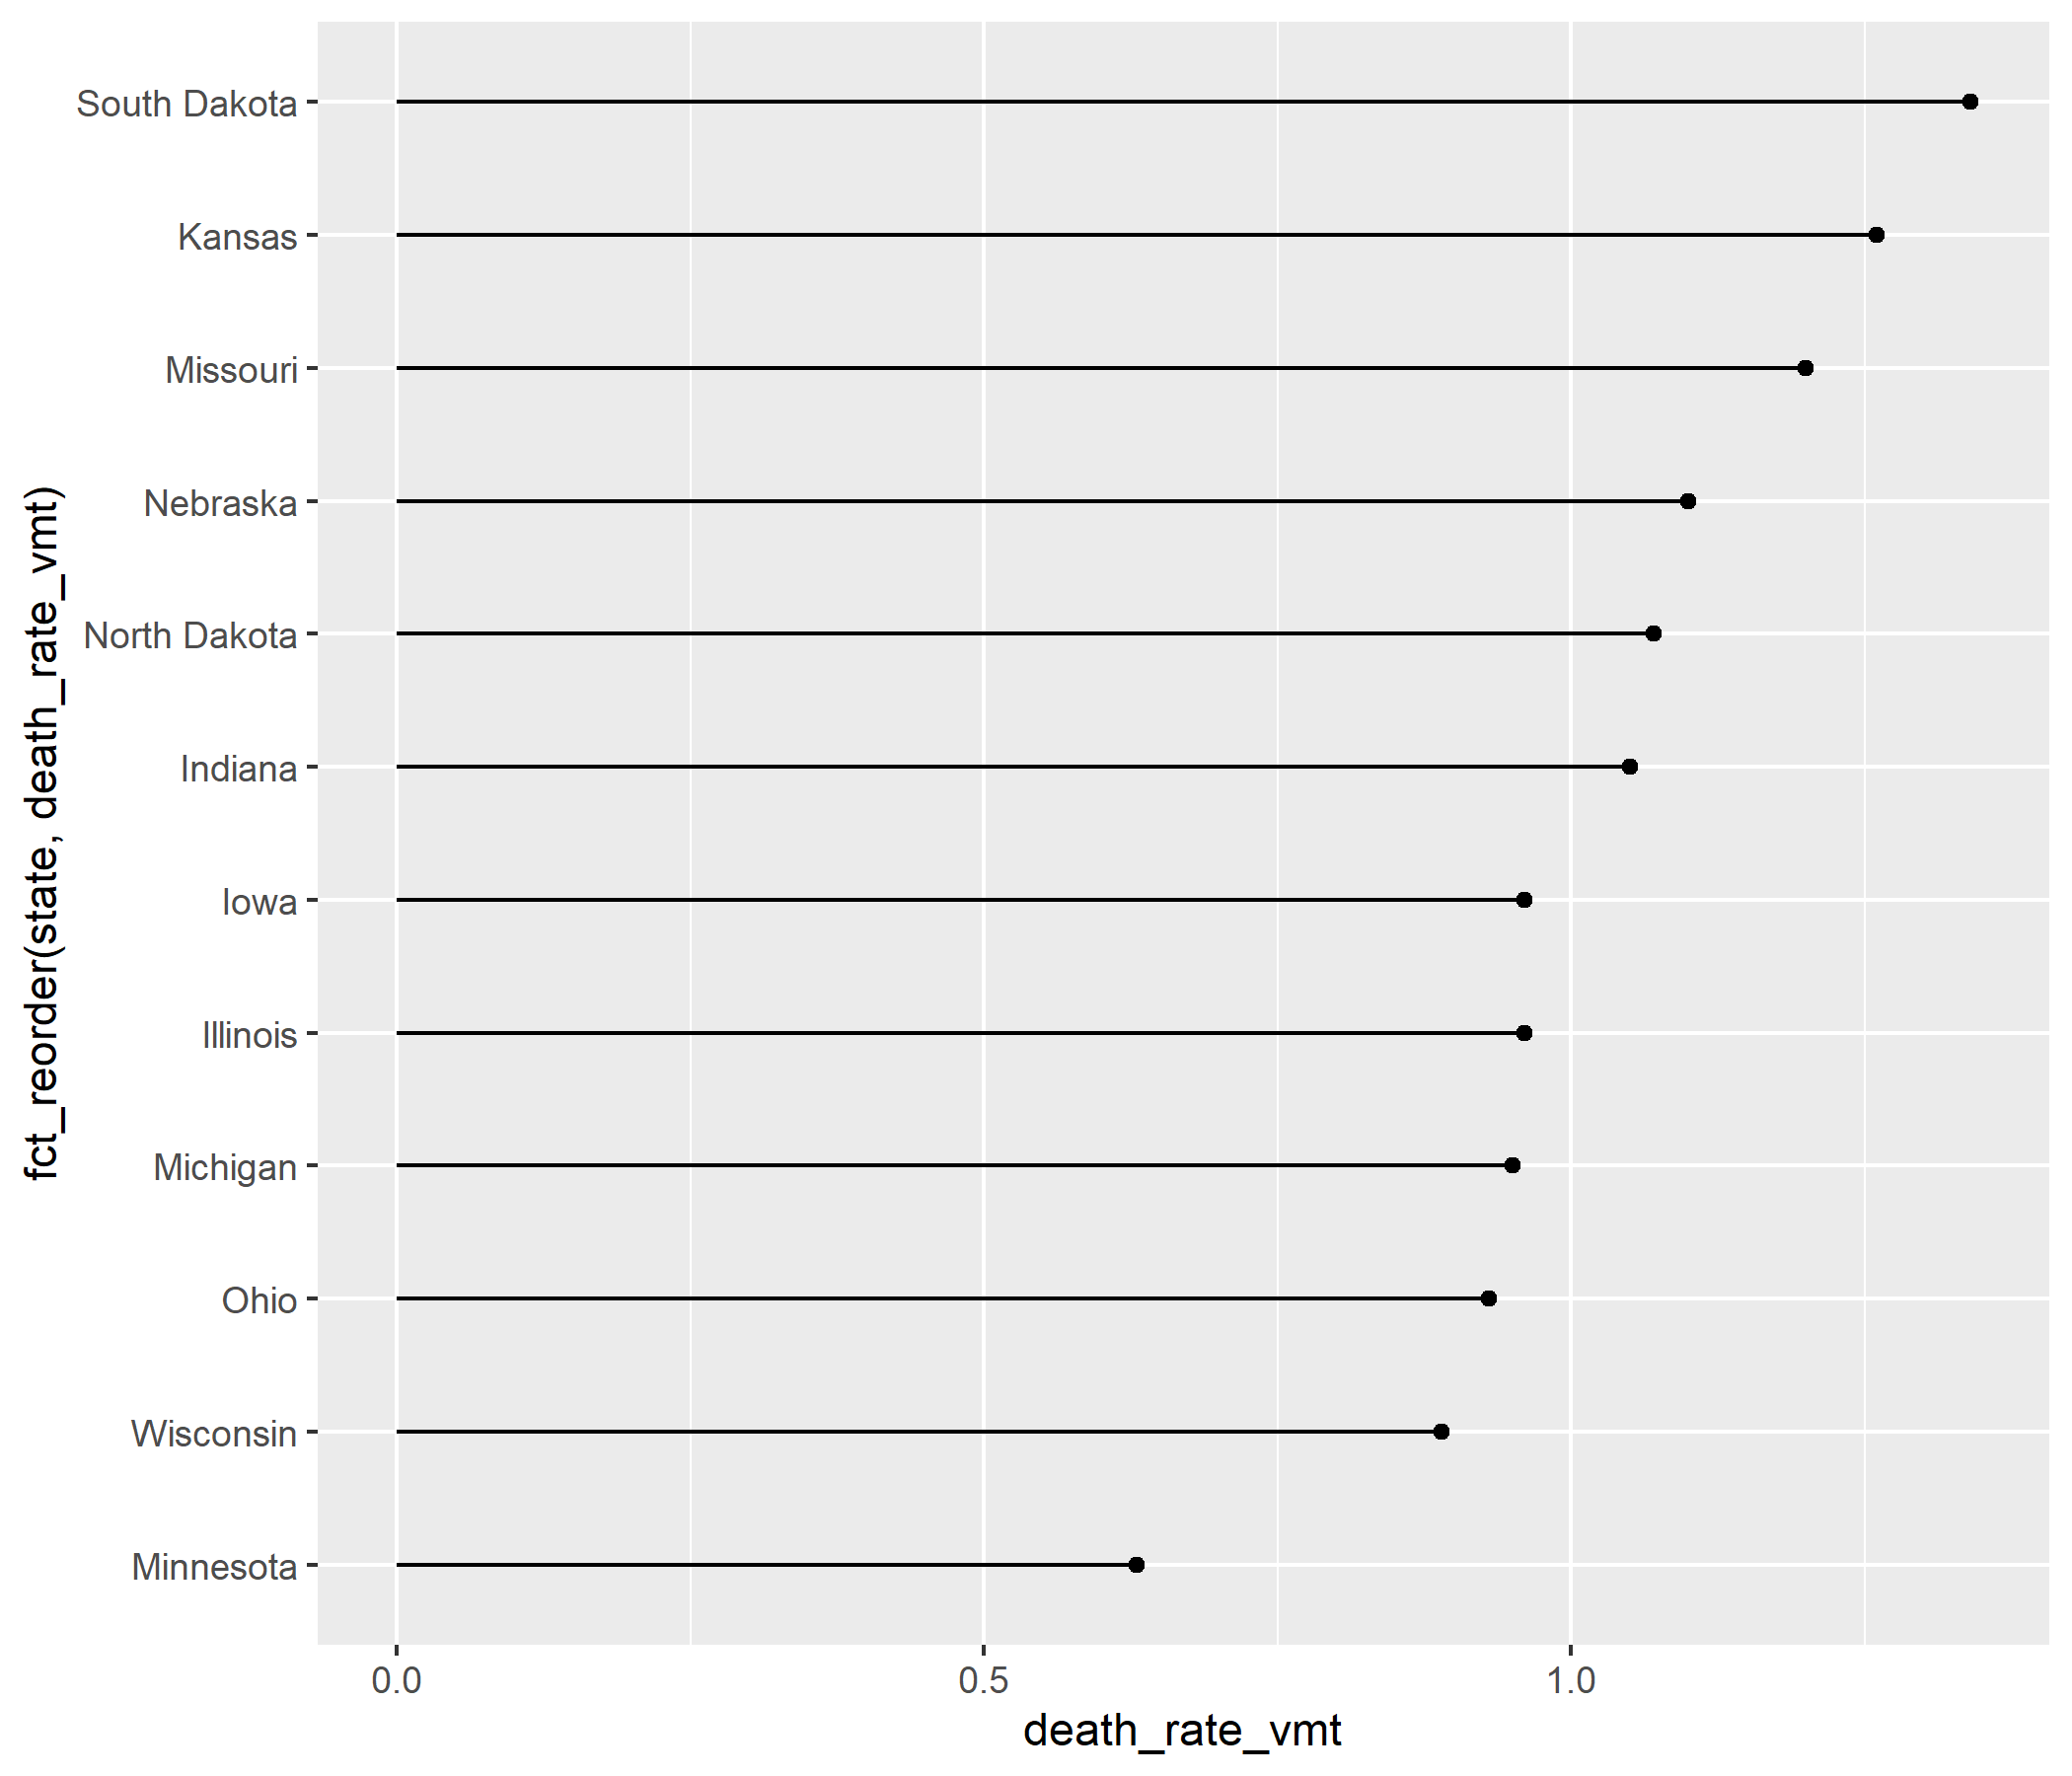 fct_reorder(state, death_rate_vmt)
South Dakota
Kansas
Missouri
Nebraska
North Dakota
Indiana
Iowa
Illinois
Michigan
Ohio
Wisconsin
Minnesota
0.0 0.5 1.0
death_rate_vmt